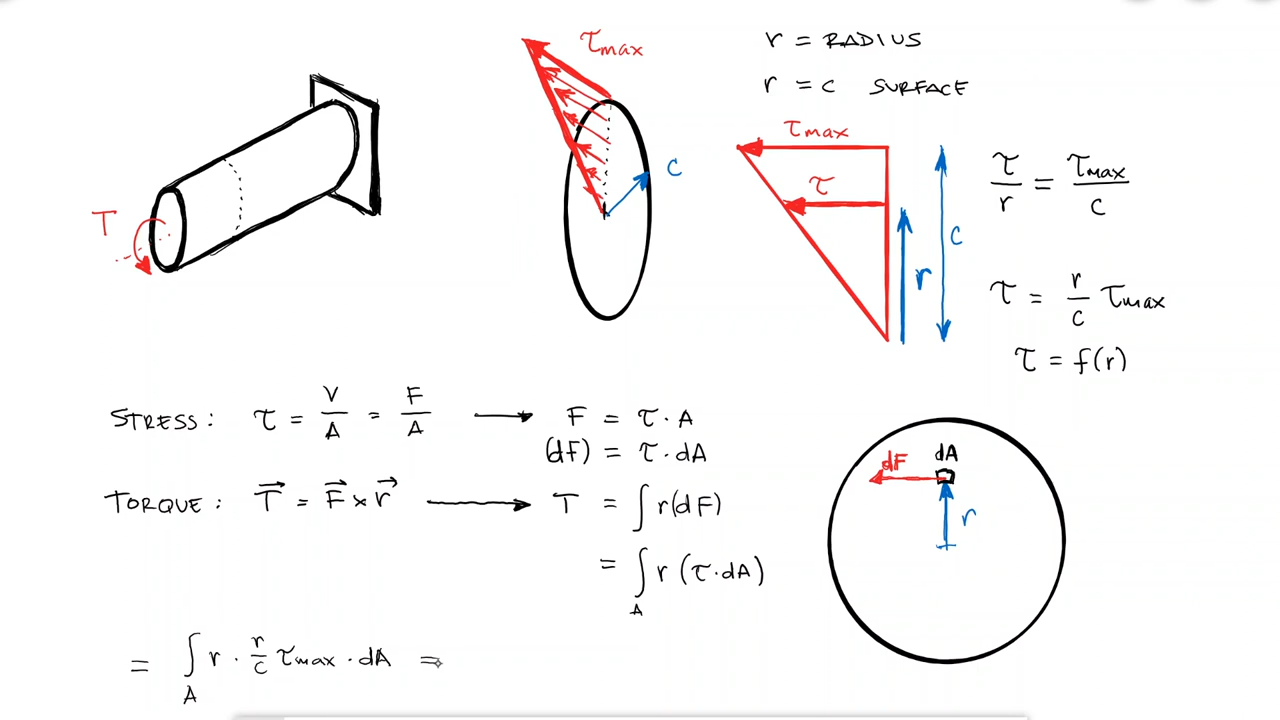 τmax
r = RADIUS
r = c SURFACE
T
c
τmax
τ
r
c
τ/r = τmax/c
τ = r/c τmax
τ = f(r)
STRESS: τ = V/A = F/A → F = τ·A
(dF) = τ·dA
TORQUE: T⃗ = F⃗ × r⃗ → T = ∫ r(dF)
= ∫A r (τ·dA)
dA
dF
r
= ∫A r · r/c τmax · dA =